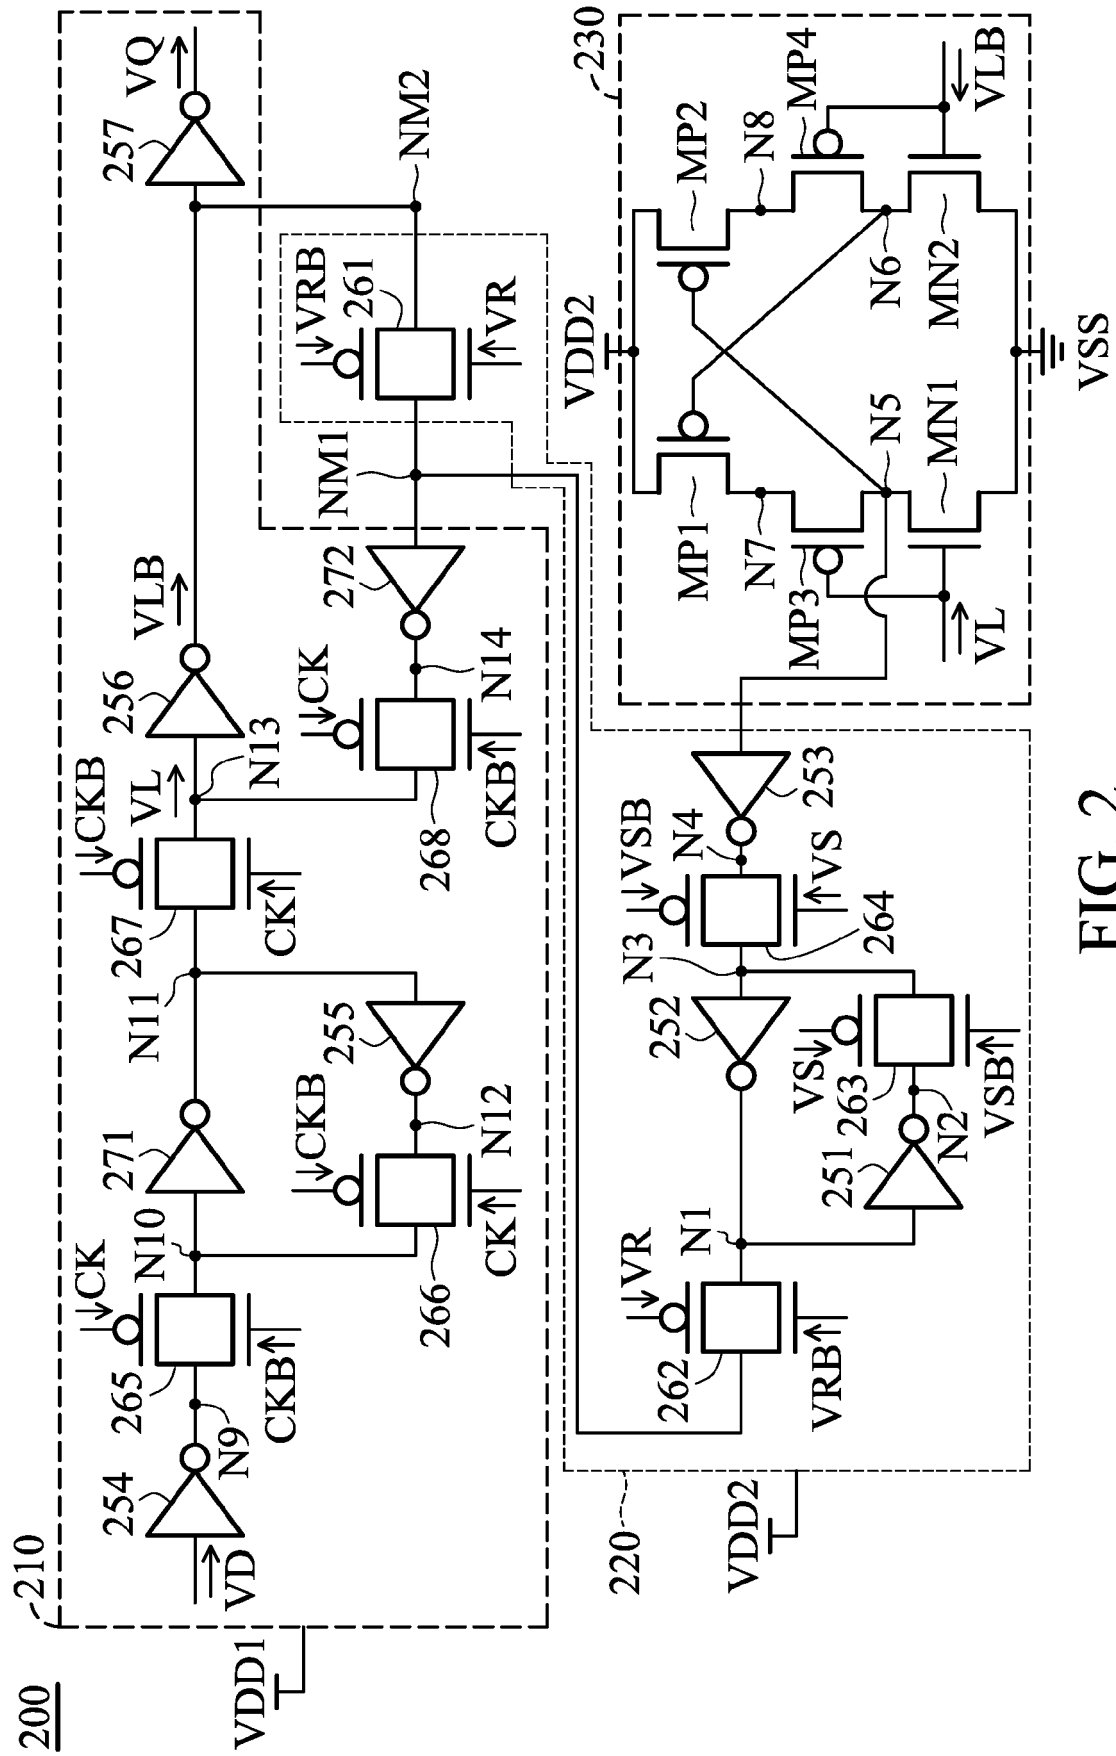 200
210
VDD1
VD
254
N9
265
CK
CKB
N10
271
266
CKB
CK
N12
255
N11
267
CKB
CK
VL
N13
256
VLB
268
CK
CKB
N14
272
NM1
VRB
261
VR
NM2
257
VQ
220
VDD2
262
VR
VRB
N1
251
N2
252
263
VS
VSB
N3
264
VSB
VS
N4
253
230
VDD2
MP1
MP2
N7
N8
MP3
MP4
N5
N6
VL
VLB
MN1
MN2
VSS
FIG. 2